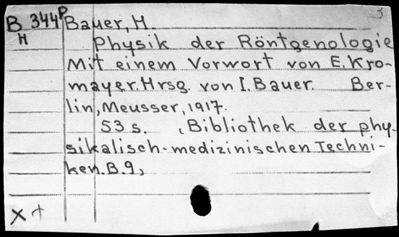 B 344P Bauer, H.
H
Physik der Röntgenologie
Mit einem Vorwort von E. Kro-
mayer. Hrsg. von I. Bauer. Ber-
lin, Meusser, 1917.
53 s. , Bibliothek der phy-
sikalisch-medizinischen Techni-
ken. B. 9,
X +